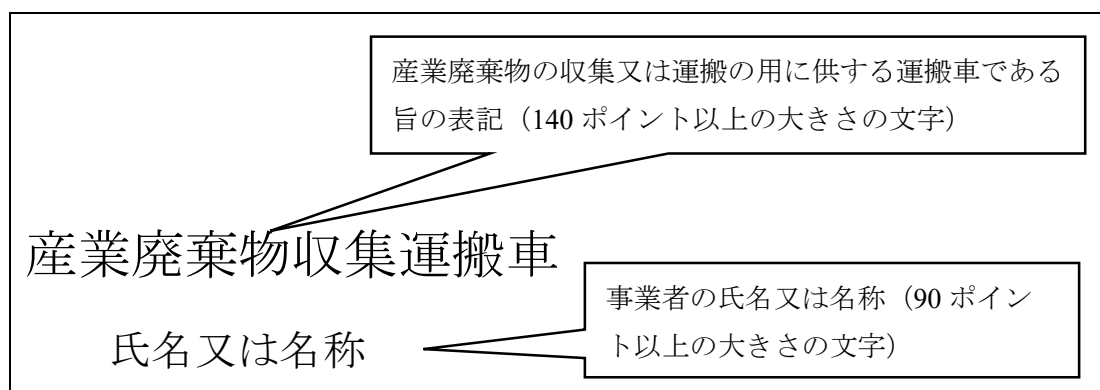 産業廃棄物の収集又は運搬の用に供する運搬車である
旨の表記（140 ポイント以上の大きさの文字）
産業廃棄物収集運搬車
事業者の氏名又は名称（90 ポイン
ト以上の大きさの文字）
氏名又は名称